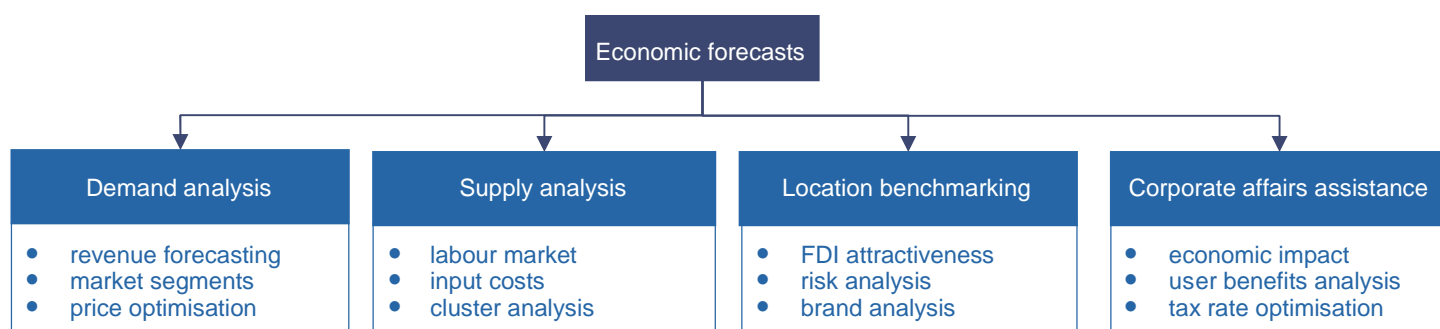 Economic forecasts
Demand analysis
• revenue forecasting
• market segments
• price optimisation
Supply analysis
• labour market
• input costs
• cluster analysis
Location benchmarking
• FDI attractiveness
• risk analysis
• brand analysis
Corporate affairs assistance
• economic impact
• user benefits analysis
• tax rate optimisation